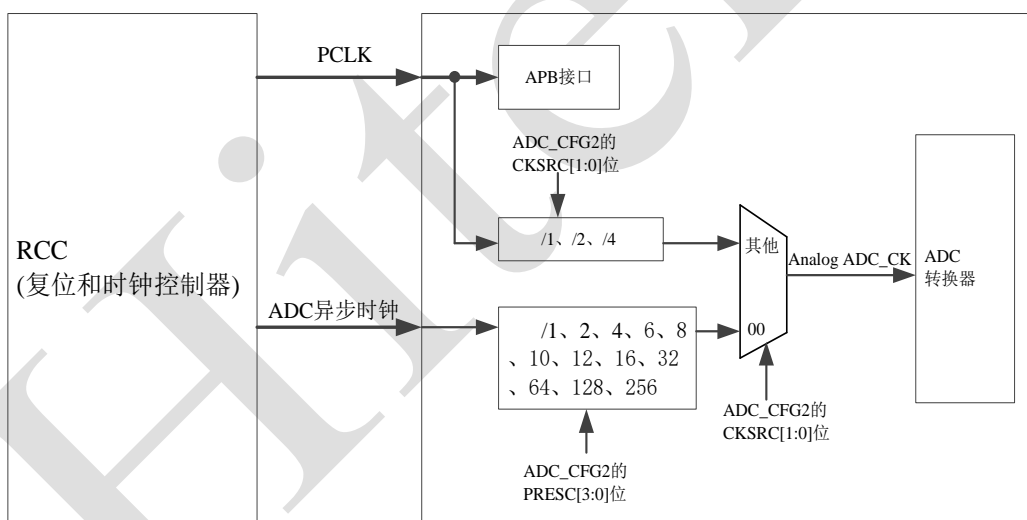 PCLK
APB接口
ADC_CFG2的
CKSRC[1:0]位
RCC
(复位和时钟控制器)
/1、/2、/4
其他
Analog ADC_CK
ADC
转换器
ADC异步时钟
/1、2、4、6、8
、10、12、16、32
、64、128、256
00
ADC_CFG2的
CKSRC[1:0]位
ADC_CFG2的
PRESC[3:0]位